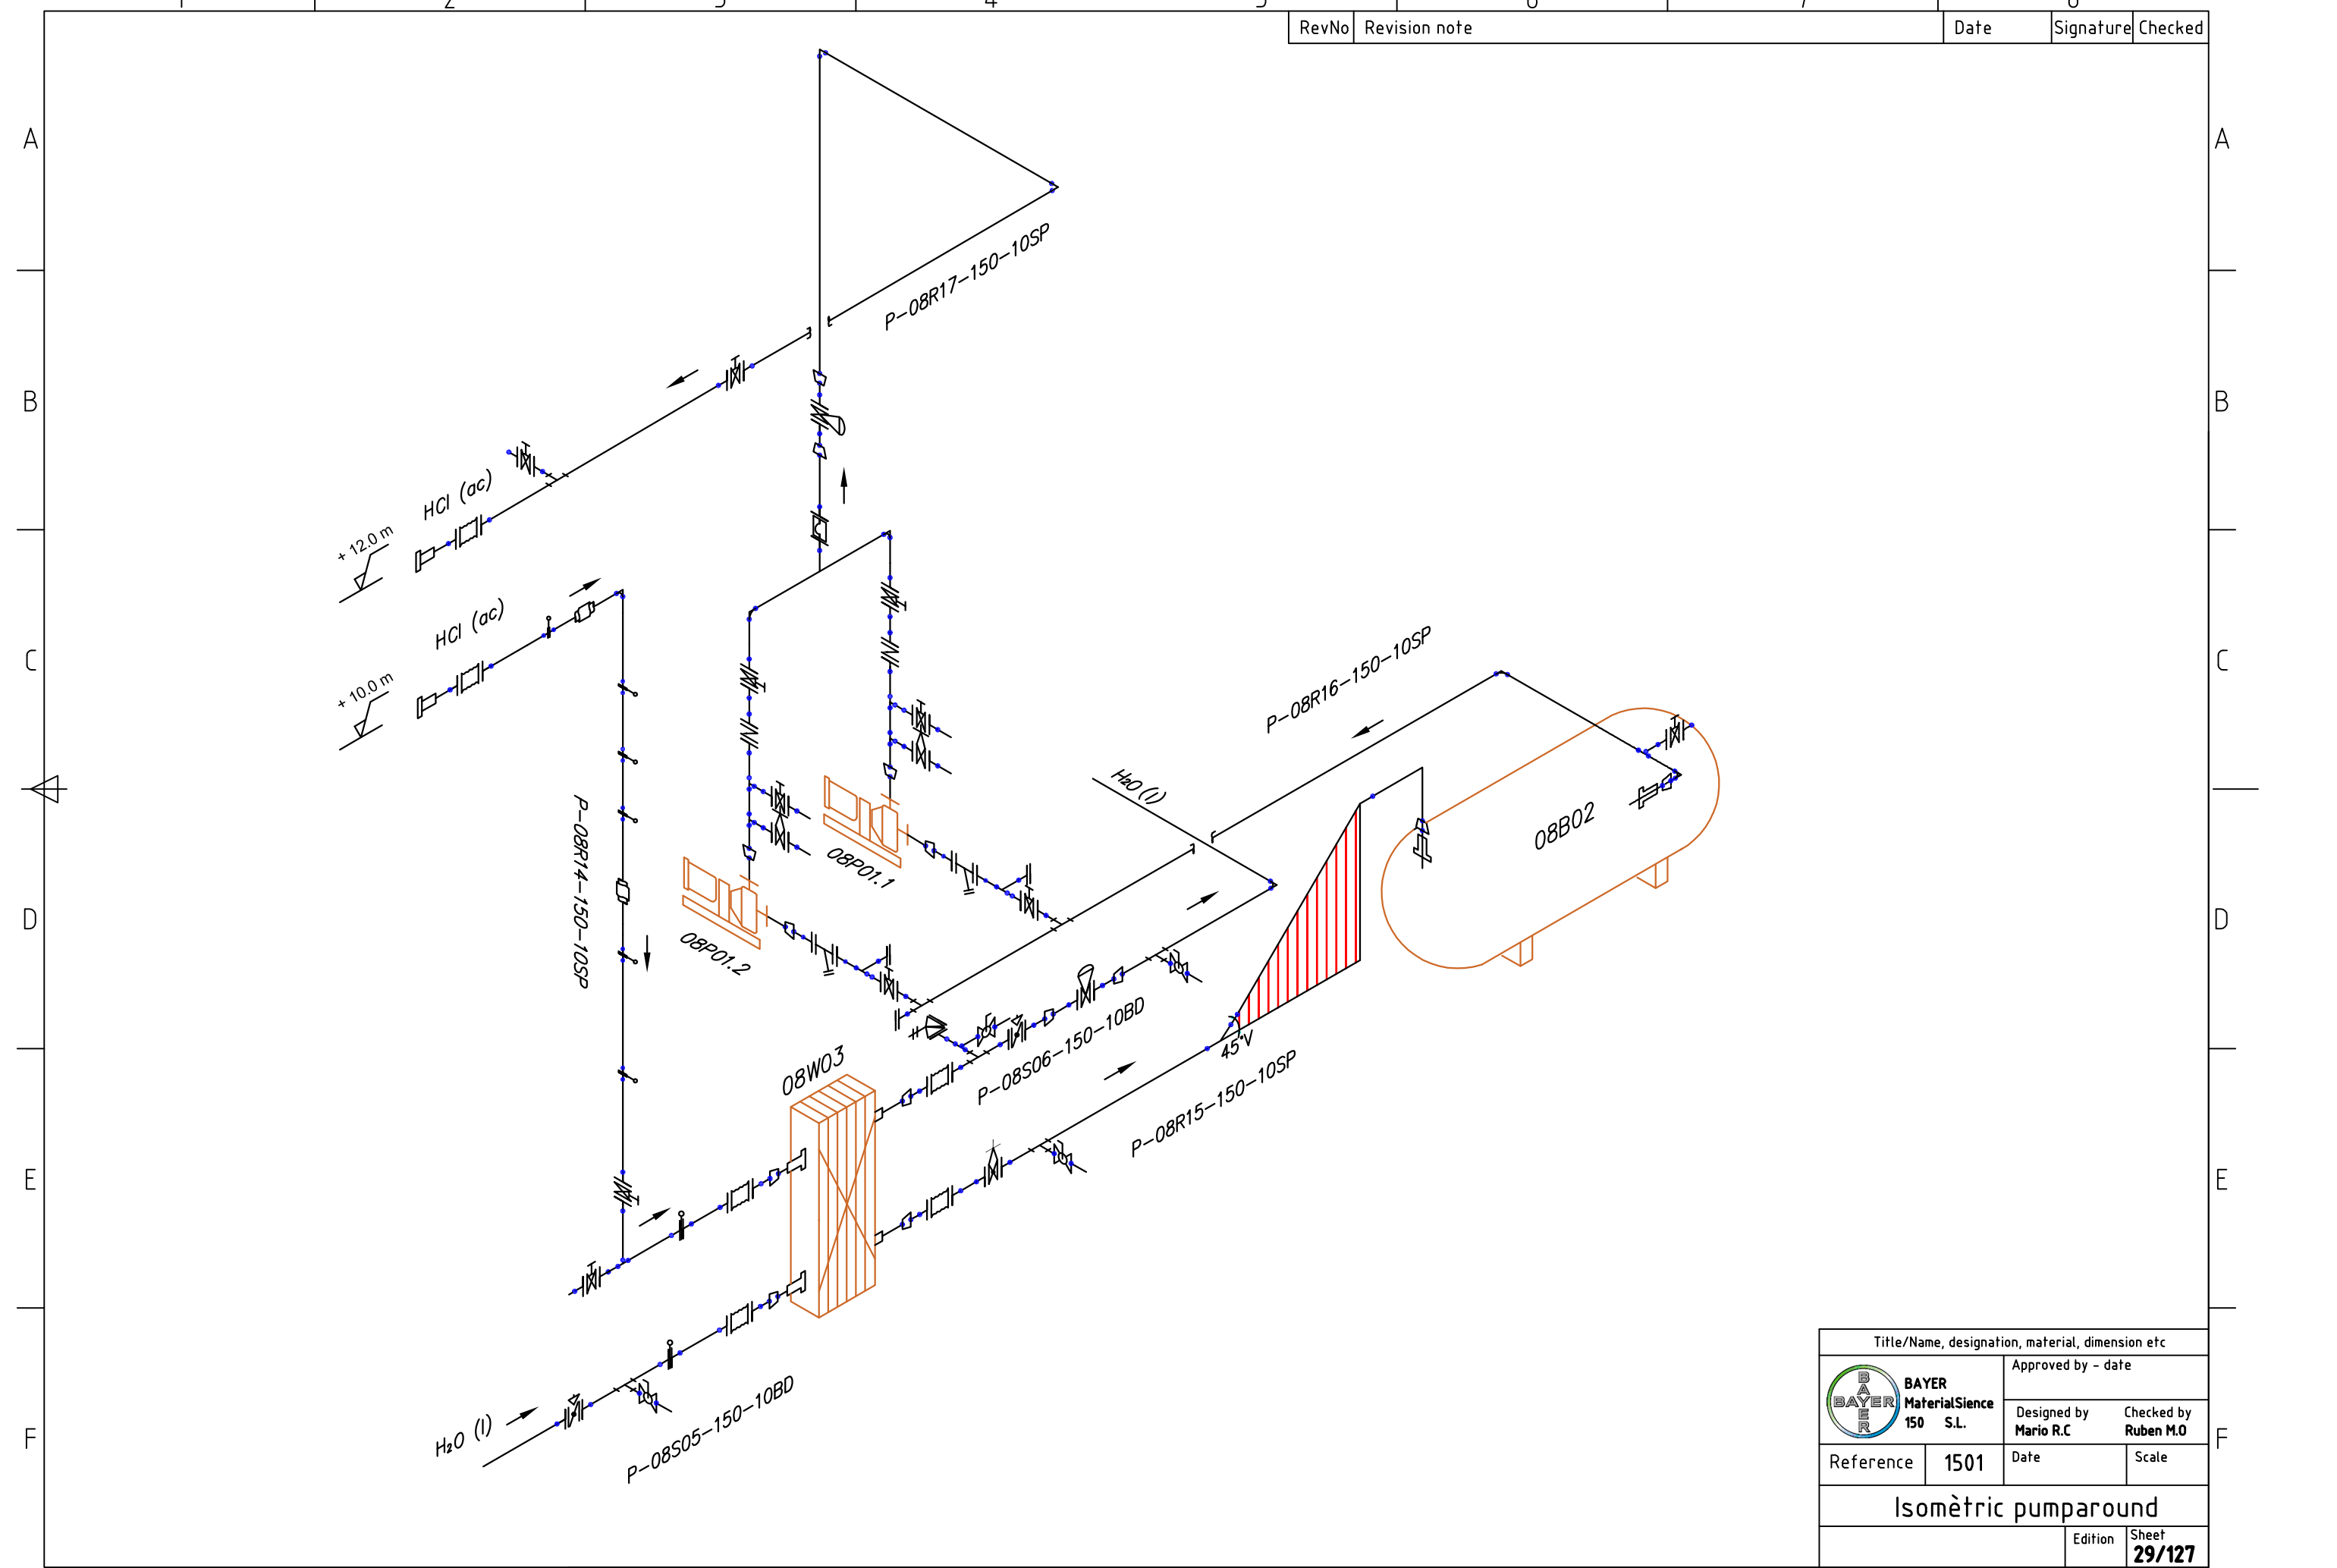 RevNo Revision note Date Signature Checked
A
A
P-08R17-150-10SP
B
B
HCl (ac)
+ 12.0 m
HCl (ac)
+ 10.0 m
C
C
P-08R16-150-10SP
H₂O (l)
P-08R14-150-10SP
08P01.1
08B02
08P01.2
D
D
P-08S06-150-10BD
45°V
08W03
P-08R15-150-10SP
E
E
H₂O (l)
P-08S05-150-10BD
F
F
Title/Name, designation, material, dimension etc
BAYER
BAYER
BAYER
MaterialSience
150 S.L.
Approved by - date
Designed by
Mario R.C
Checked by
Ruben M.O
Reference 1501
Date
Scale
Isomètric pumparound
Edition
Sheet
29/127